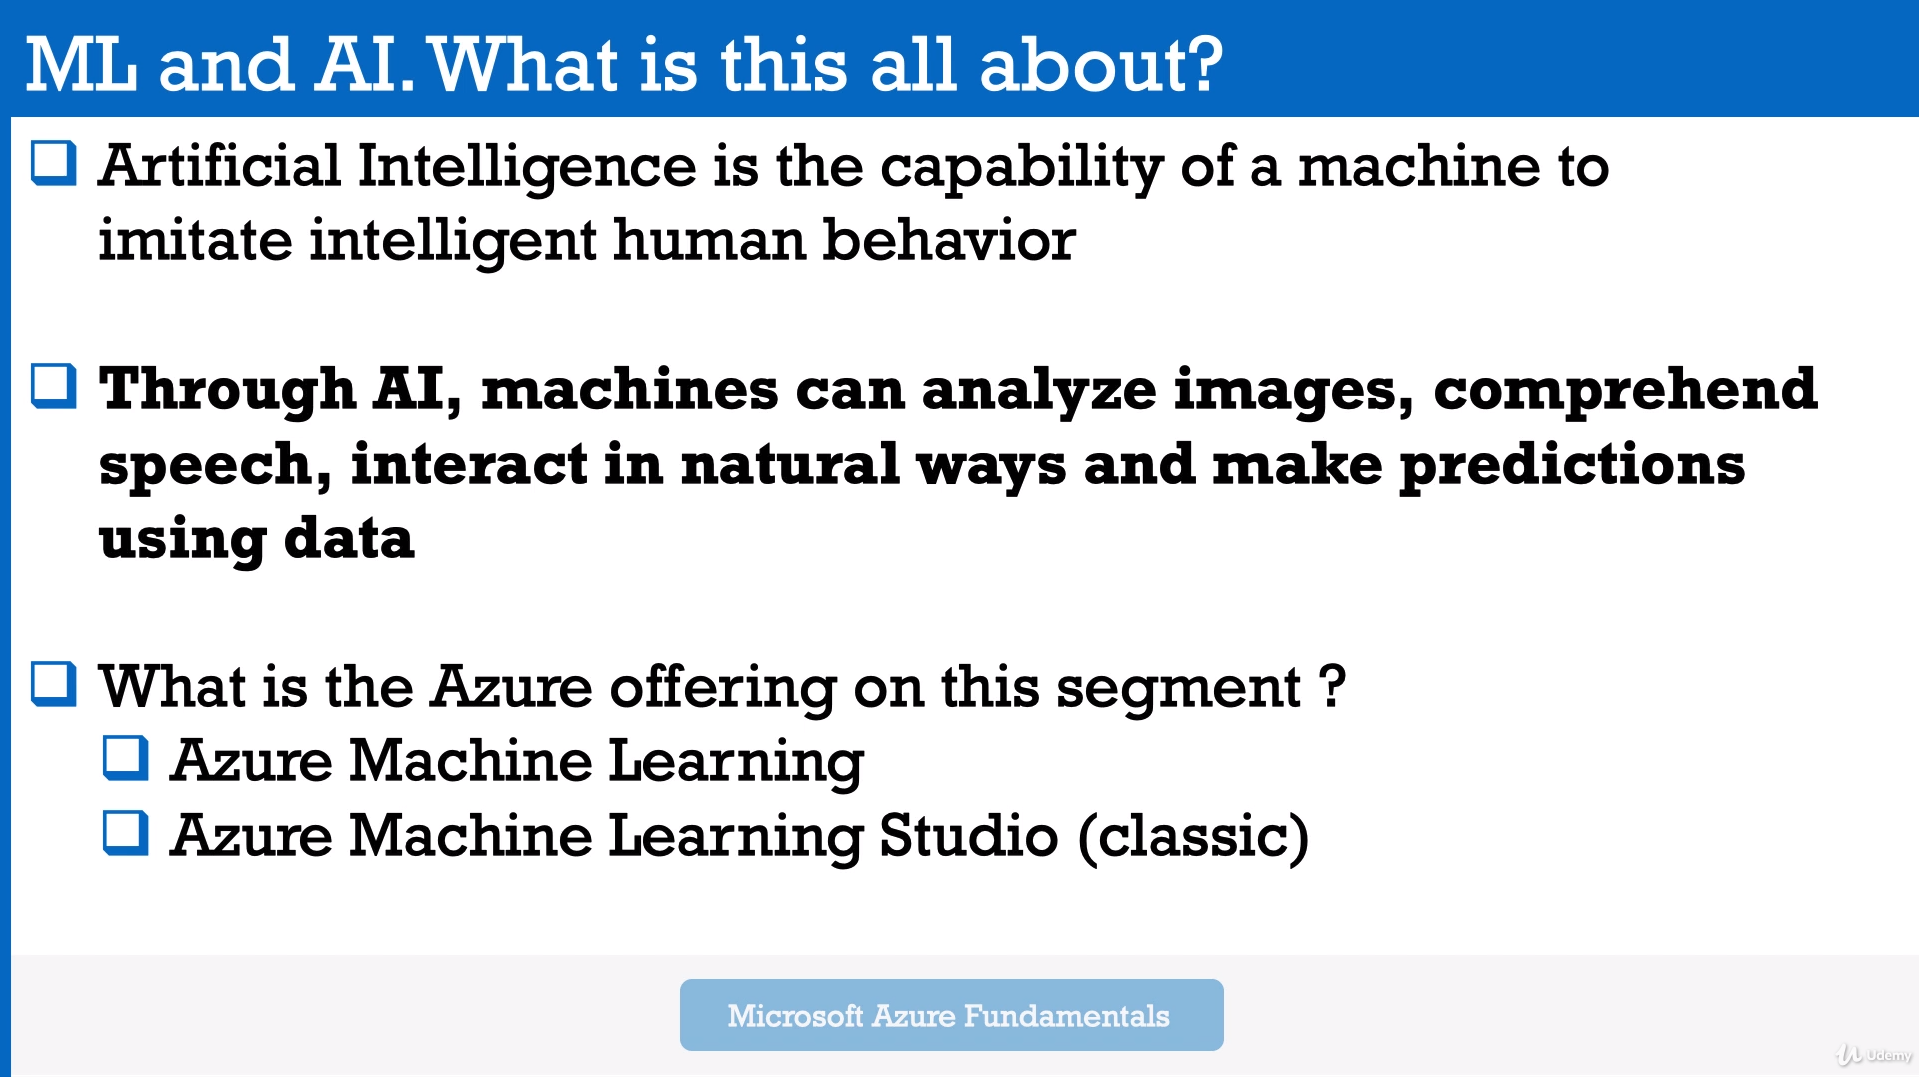 ML and AI. What is this all about?
Artificial Intelligence is the capability of a machine to
imitate intelligent human behavior
Through AI, machines can analyze images, comprehend
speech, interact in natural ways and make predictions
using data
What is the Azure offering on this segment ?
Azure Machine Learning
Azure Machine Learning Studio (classic)
Microsoft Azure Fundamentals
Udemy